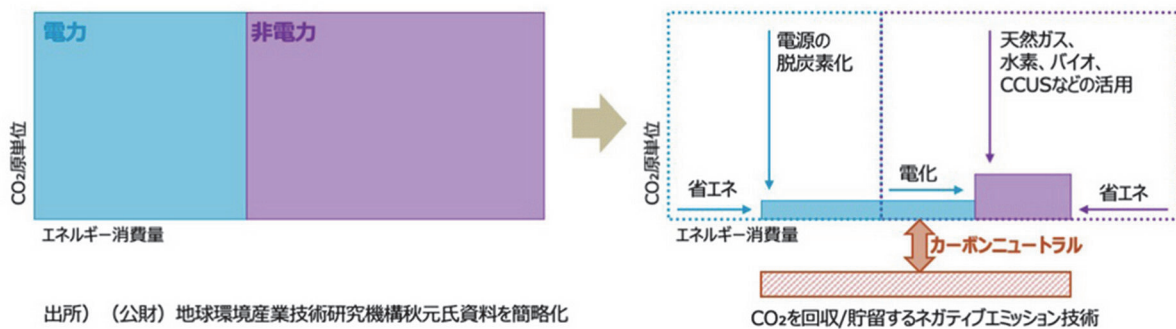 電力
非電力
CO₂原単位
エネルギー消費量
出所）（公財）地球環境産業技術研究機構秋元氏資料を簡略化
電源の
脱炭素化
天然ガス、
水素、バイオ、
CCUSなどの活用
CO₂原単位
省エネ
電化
省エネ
エネルギー消費量
カーボンニュートラル
CO₂を回収/貯留するネガティブエミッション技術